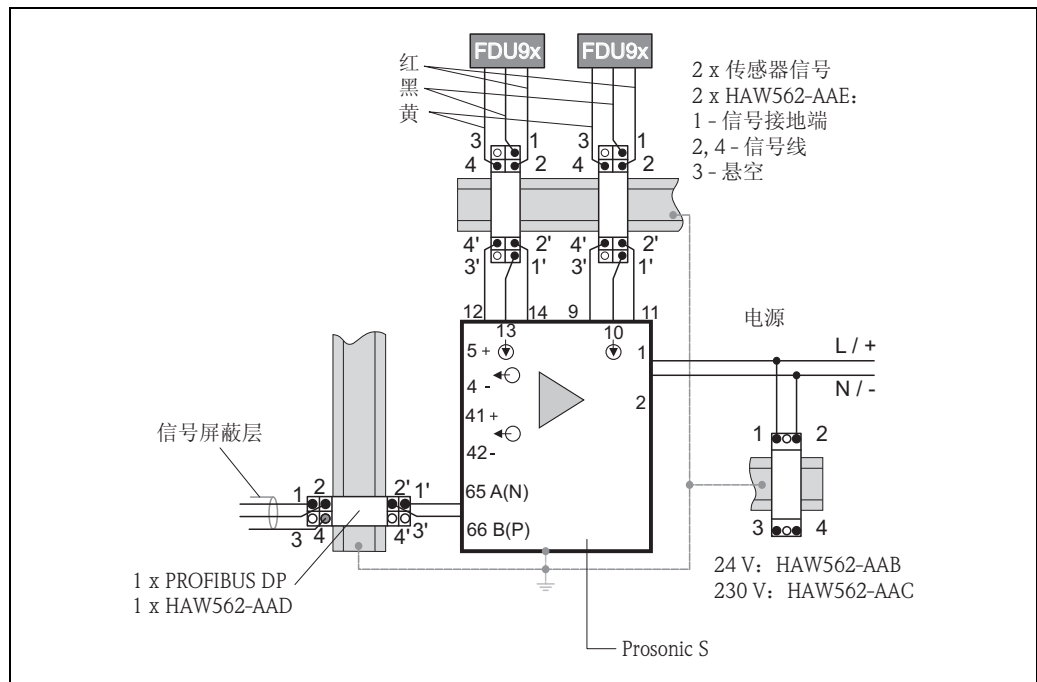 FDU9x FDU9x
红
黑
黄
2 x 传感器信号
2 x HAW562-AAE：
1 - 信号接地端
2, 4 - 信号线
3 - 悬空
3 1 3 1
4 2 4 2
4' 2' 4' 2'
3' 1' 3' 1'
12 14 9 11
13 10
电源
L / +
N / -
5 + 1
4 - 2
41 +
42 -
65 A(N)
66 B(P)
信号屏蔽层
1 2 2' 1'
3 4 4' 3'
1 2
3 4
1 x PROFIBUS DP
1 x HAW562-AAD
24 V：HAW562-AAB
230 V：HAW562-AAC
Prosonic S